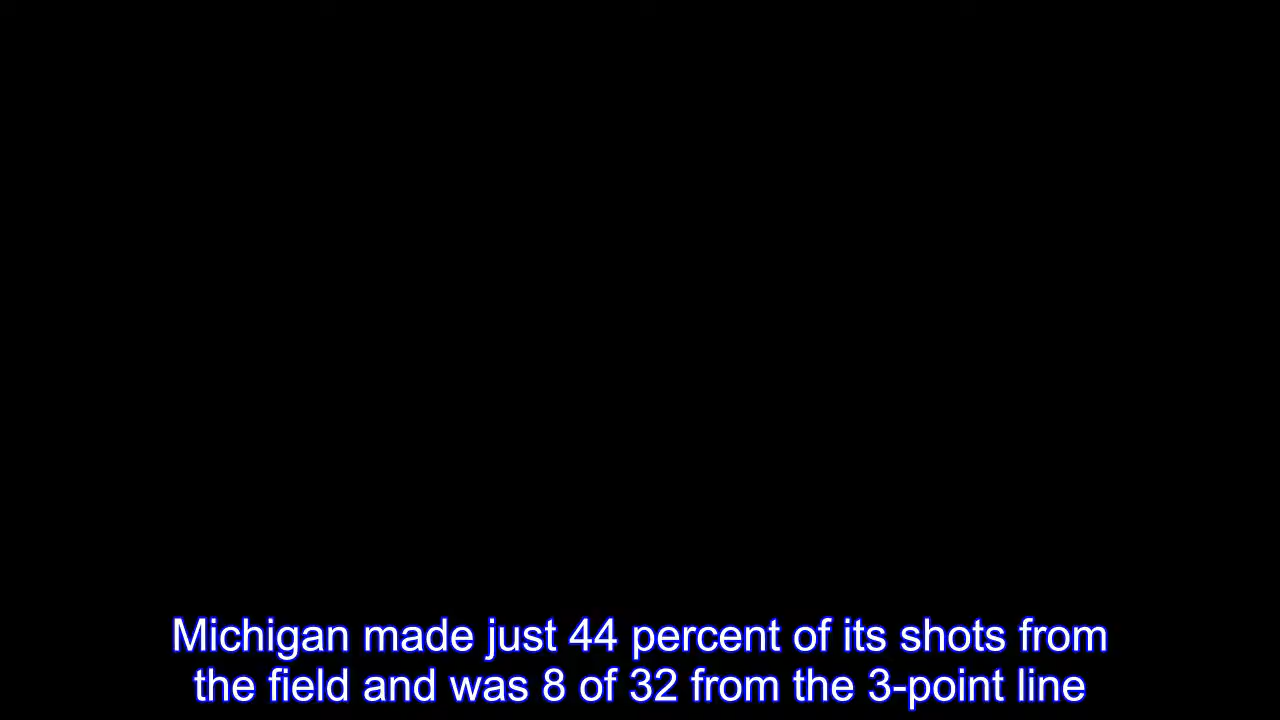 Michigan made just 44 percent of its shots from
the field and was 8 of 32 from the 3-point line